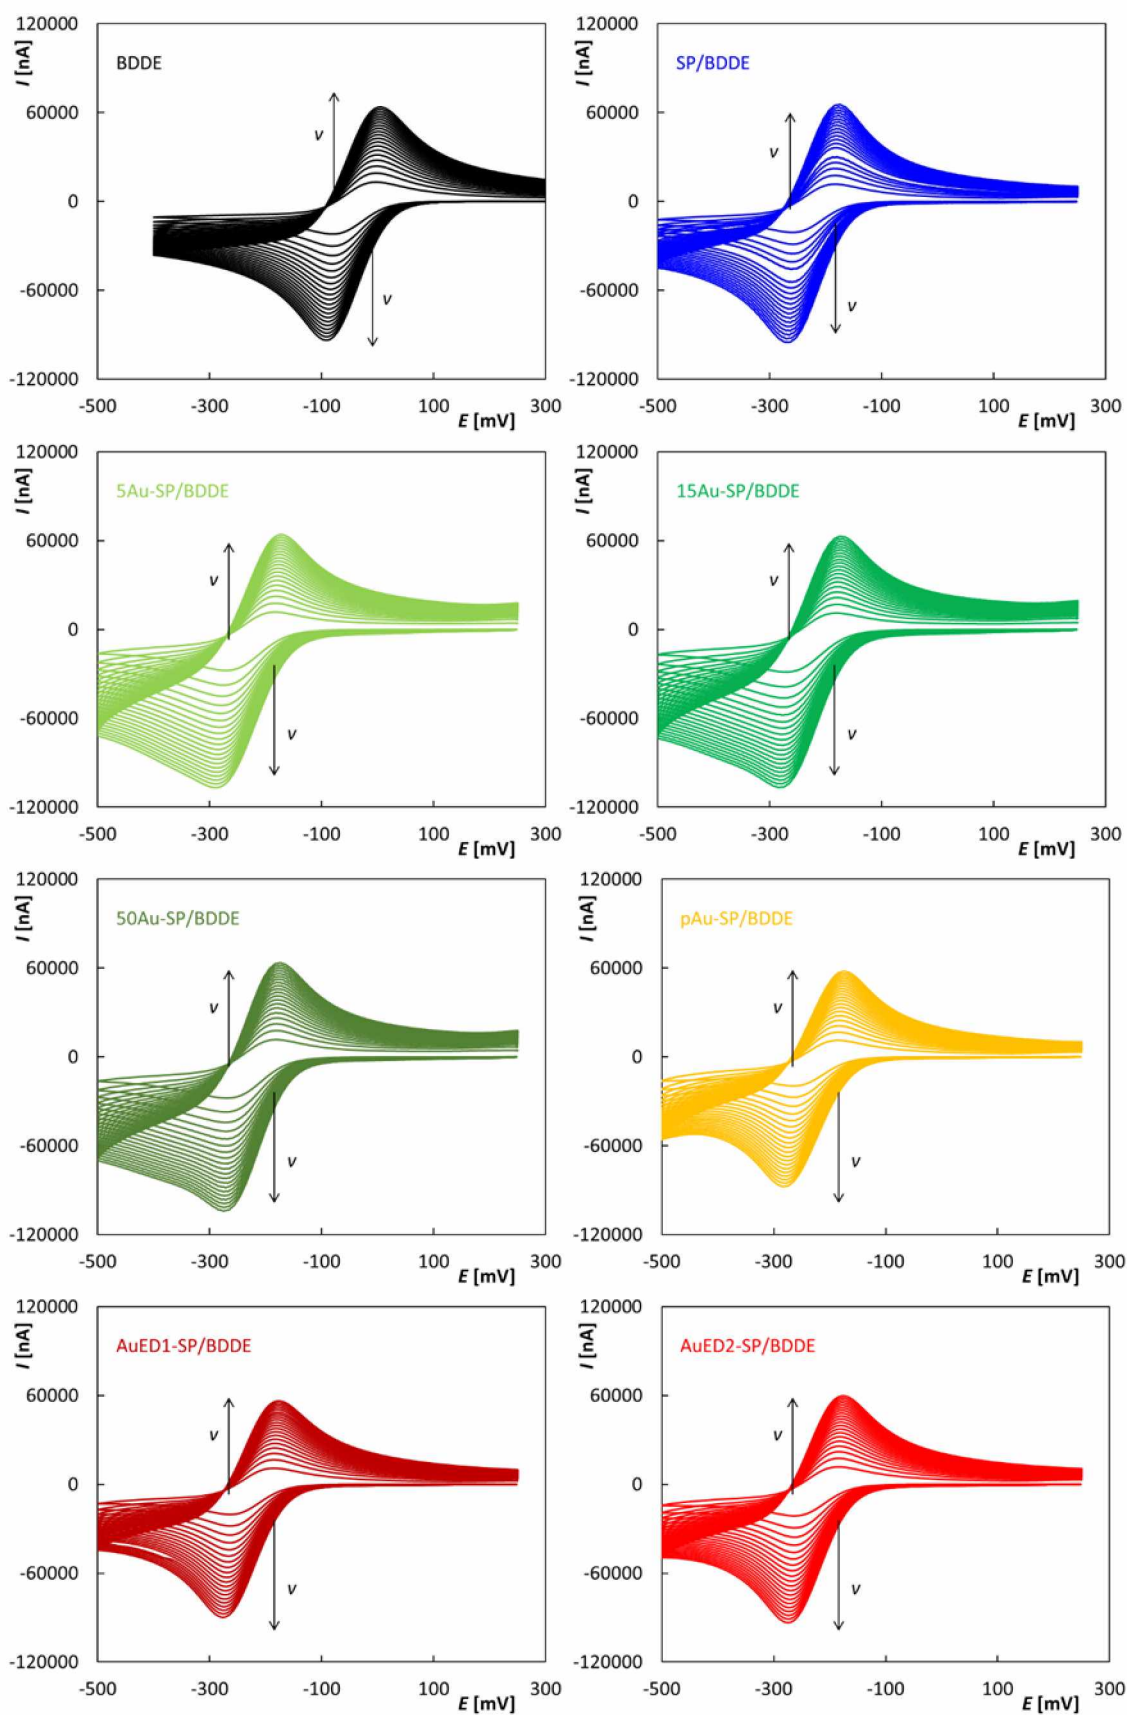 120000
I [nA]
BDDE
60000
v
0
-60000
v
-120000
-500 -300 -100 100 300
E [mV]
120000
I [nA]
SP/BDDE
60000
v
0
-60000
v
-120000
-500 -300 -100 100 300
E [mV]
120000
I [nA]
5Au-SP/BDDE
60000
v
0
-60000
v
-120000
-500 -300 -100 100 300
E [mV]
120000
I [nA]
15Au-SP/BDDE
60000
v
0
-60000
v
-120000
-500 -300 -100 100 300
E [mV]
120000
I [nA]
50Au-SP/BDDE
60000
v
0
-60000
v
-120000
-500 -300 -100 100 300
E [mV]
120000
I [nA]
pAu-SP/BDDE
60000
v
0
-60000
v
-120000
-500 -300 -100 100 300
E [mV]
120000
I [nA]
AuED1-SP/BDDE
60000
v
0
-60000
v
-120000
-500 -300 -100 100 300
E [mV]
120000
I [nA]
AuED2-SP/BDDE
60000
v
0
-60000
v
-120000
-500 -300 -100 100 300
E [mV]